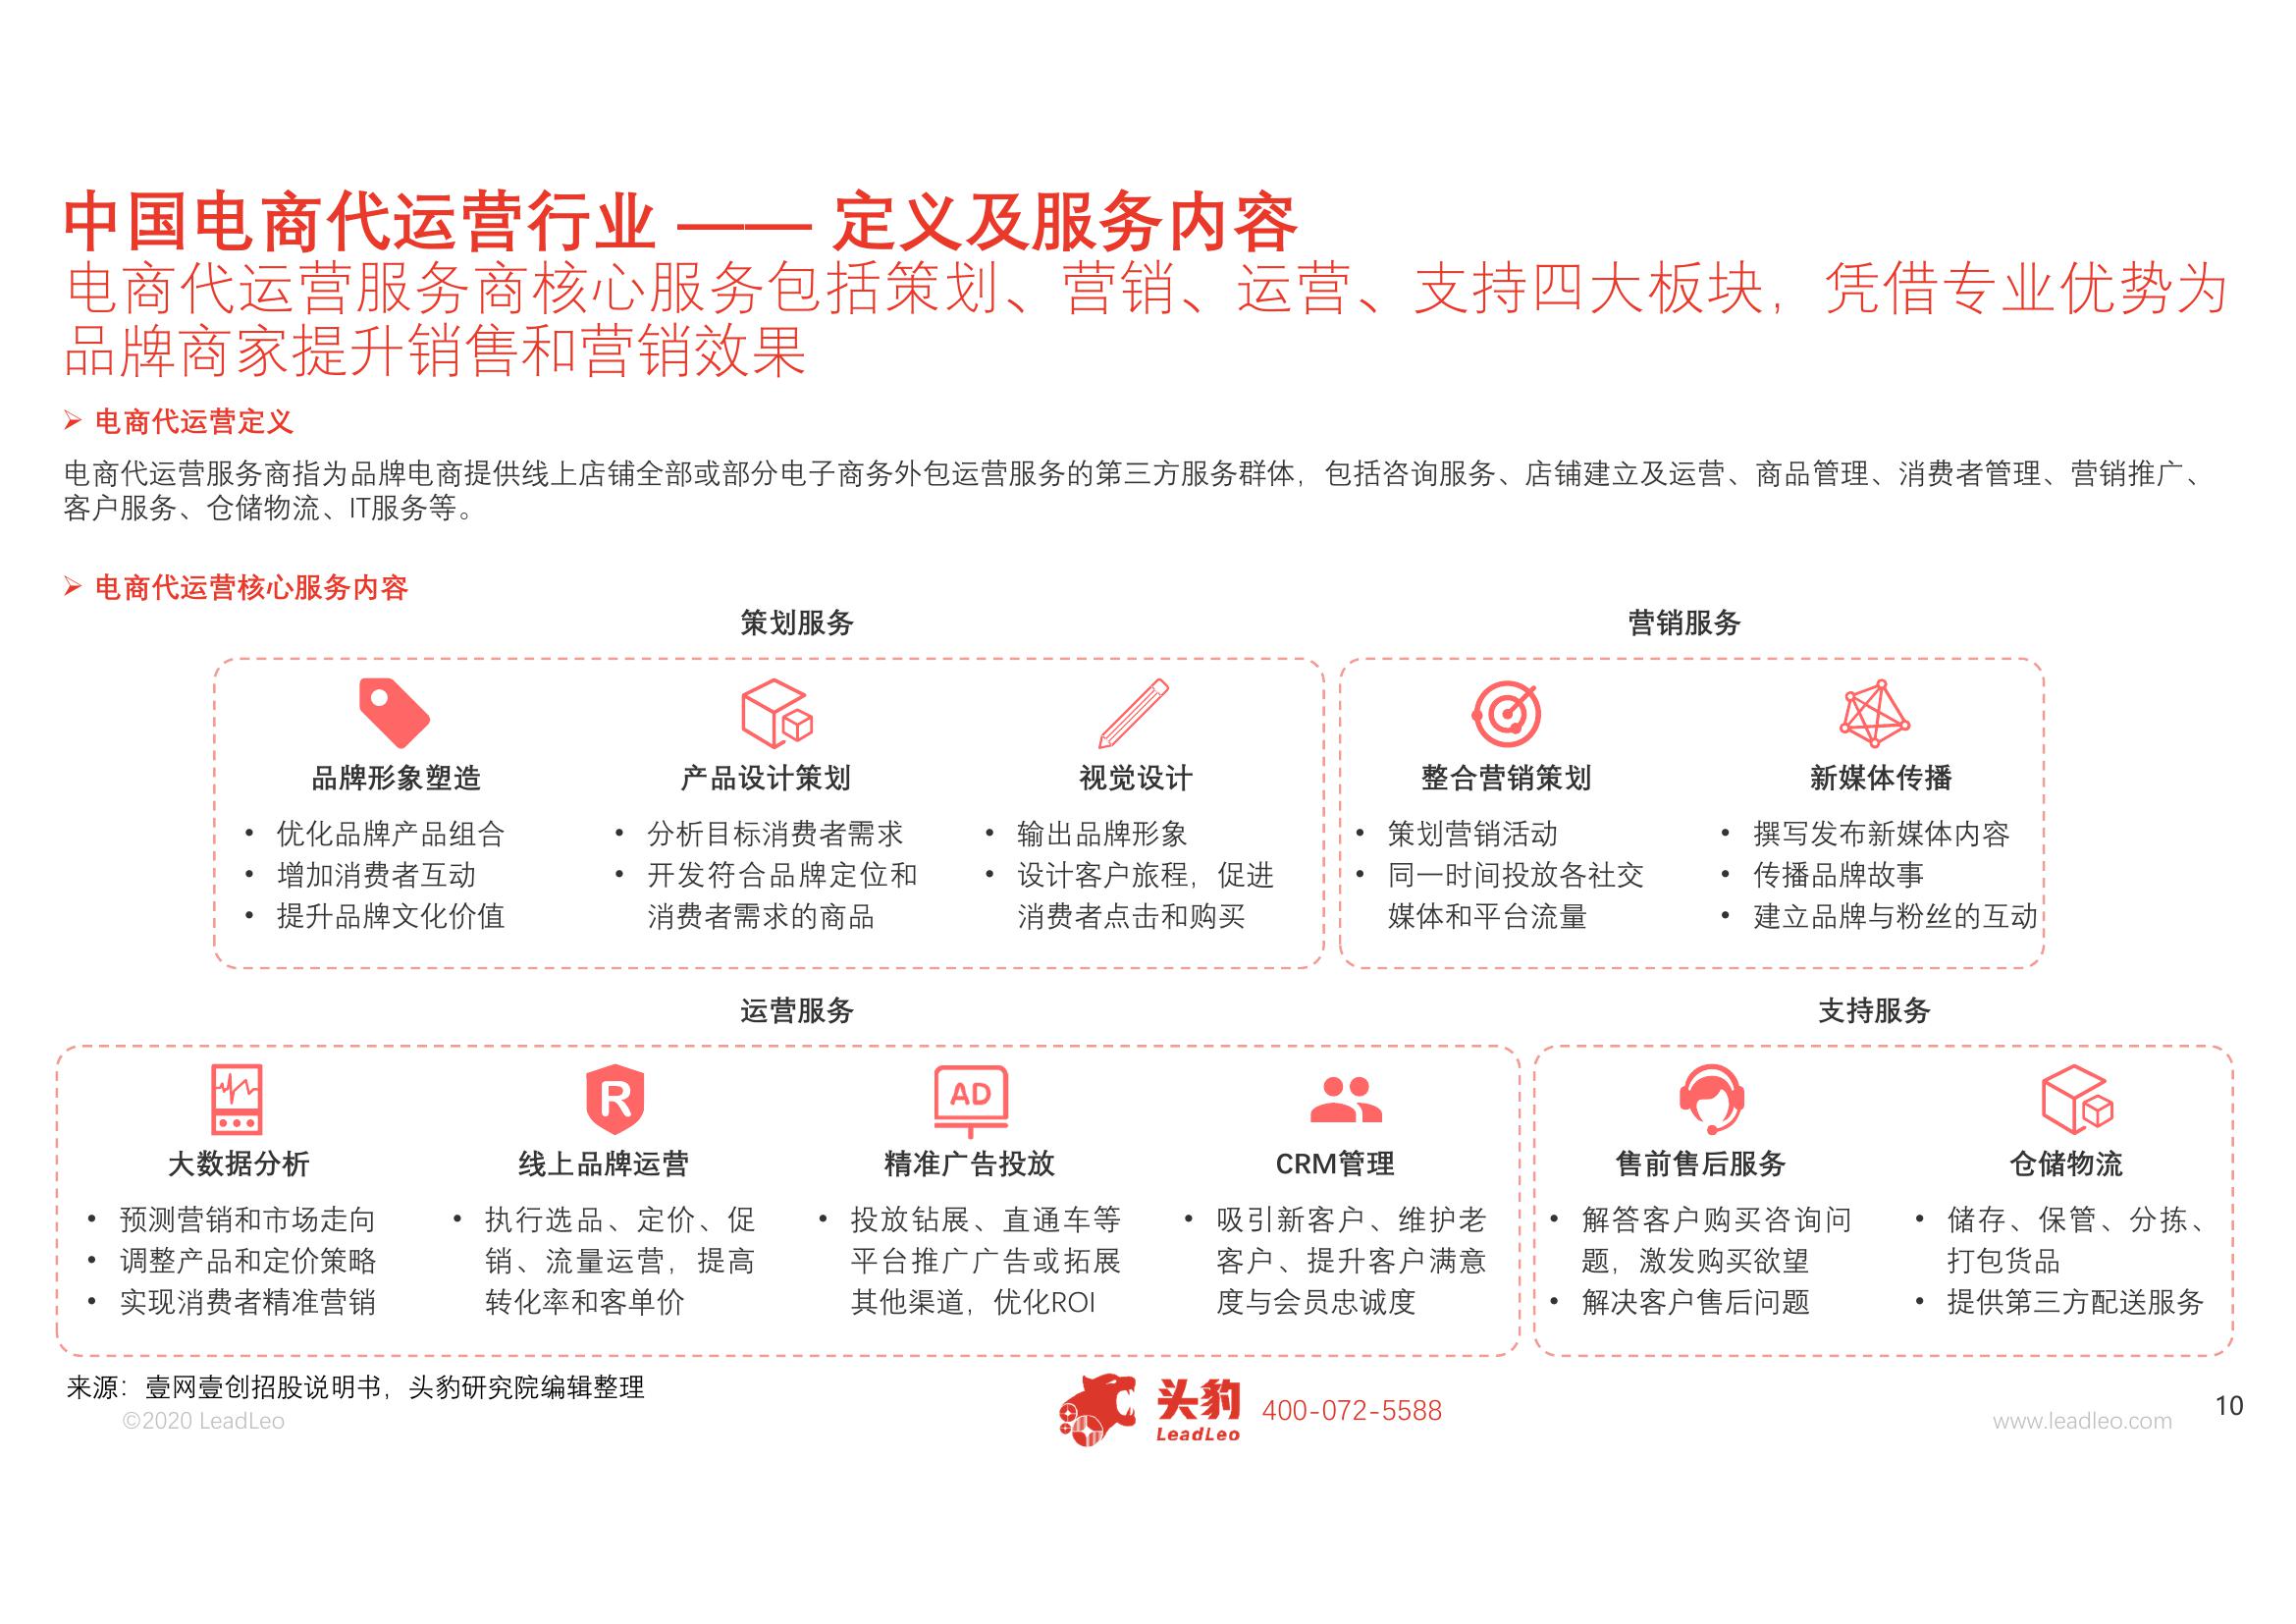 中国电商代运营行业 —— 定义及服务内容
电商代运营服务商核心服务包括策划、营销、运营、支持四大板块，凭借专业优势为
品牌商家提升销售和营销效果
电商代运营定义
电商代运营服务商指为品牌电商提供线上店铺全部或部分电子商务外包运营服务的第三方服务群体，包括咨询服务、店铺建立及运营、商品管理、消费者管理、营销推广、
客户服务、仓储物流、IT服务等。
电商代运营核心服务内容
策划服务
品牌形象塑造
• 优化品牌产品组合
• 增加消费者互动
• 提升品牌文化价值
产品设计策划
• 分析目标消费者需求
• 开发符合品牌定位和
消费者需求的商品
视觉设计
• 输出品牌形象
• 设计客户旅程，促进
消费者点击和购买
营销服务
整合营销策划
• 策划营销活动
• 同一时间投放各社交
媒体和平台流量
新媒体传播
• 撰写发布新媒体内容
• 传播品牌故事
• 建立品牌与粉丝的互动
运营服务
大数据分析
• 预测营销和市场走向
• 调整产品和定价策略
• 实现消费者精准营销
R
线上品牌运营
• 执行选品、定价、促
销、流量运营，提高
转化率和客单价
AD
精准广告投放
• 投放钻展、直通车等
平台推广广告或拓展
其他渠道，优化ROI
CRM管理
• 吸引新客户、维护老
客户、提升客户满意
度与会员忠诚度
支持服务
售前售后服务
• 解答客户购买咨询问
题，激发购买欲望
• 解决客户售后问题
仓储物流
• 储存、保管、分拣、
打包货品
• 提供第三方配送服务
来源：壹网壹创招股说明书，头豹研究院编辑整理
©2020 LeadLeo
头豹
LeadLeo
400-072-5588
www.leadleo.com
10